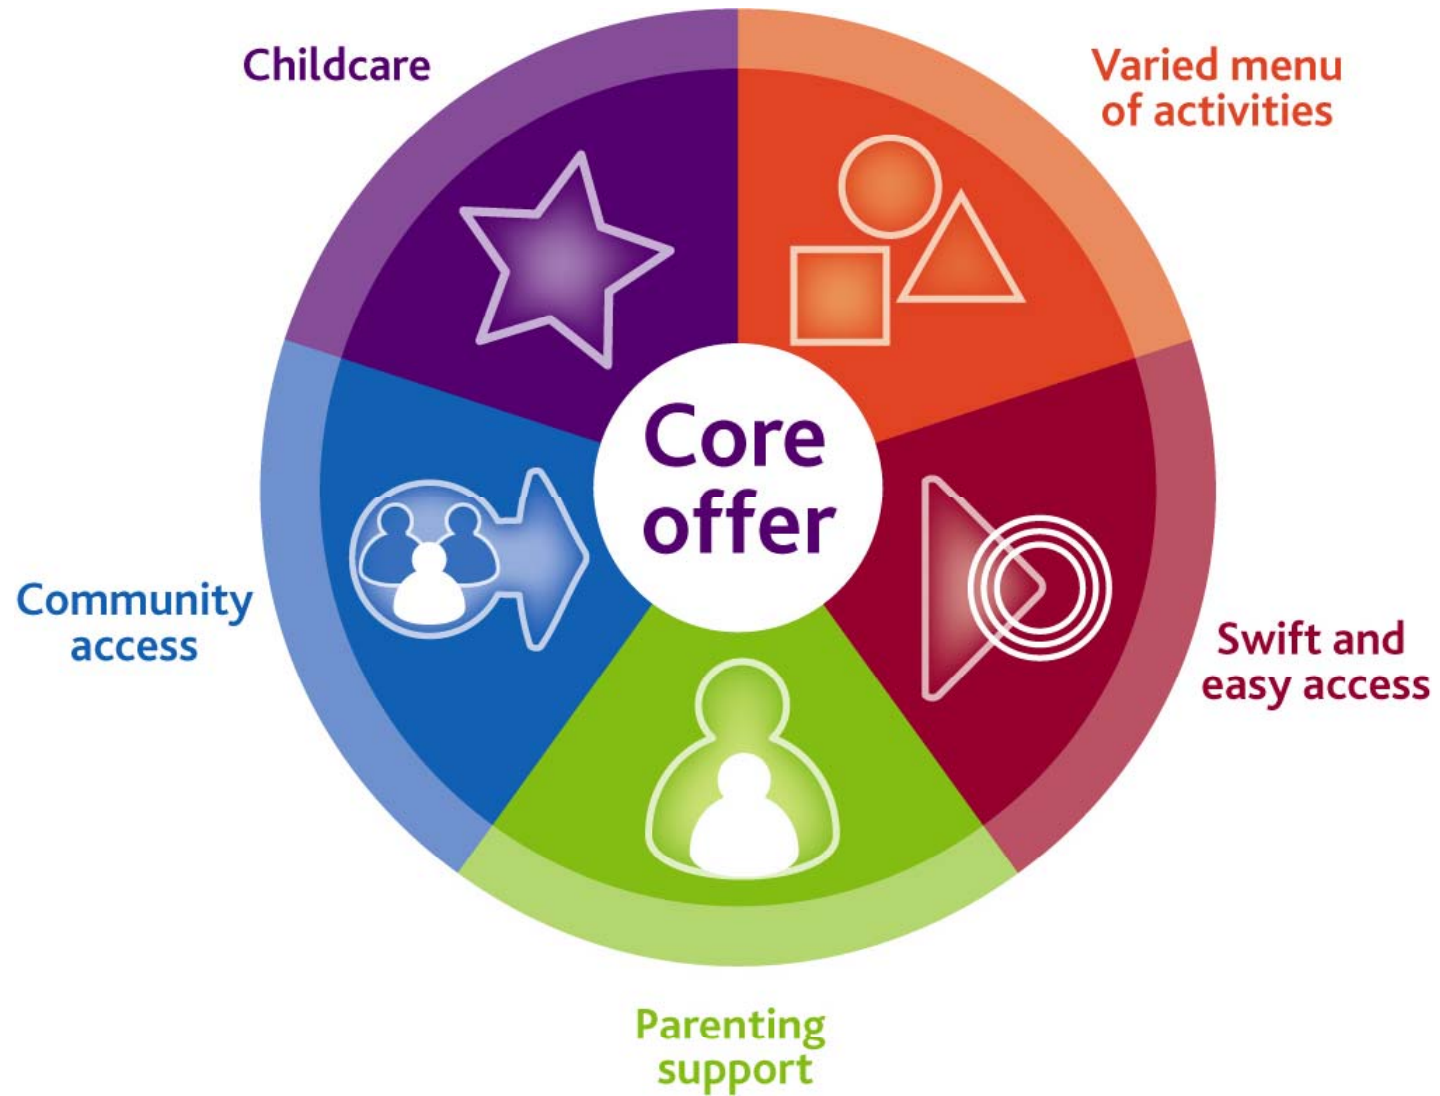 Childcare
Varied menu
of activities
Core
offer
Community
access
Swift and
easy access
Parenting
support